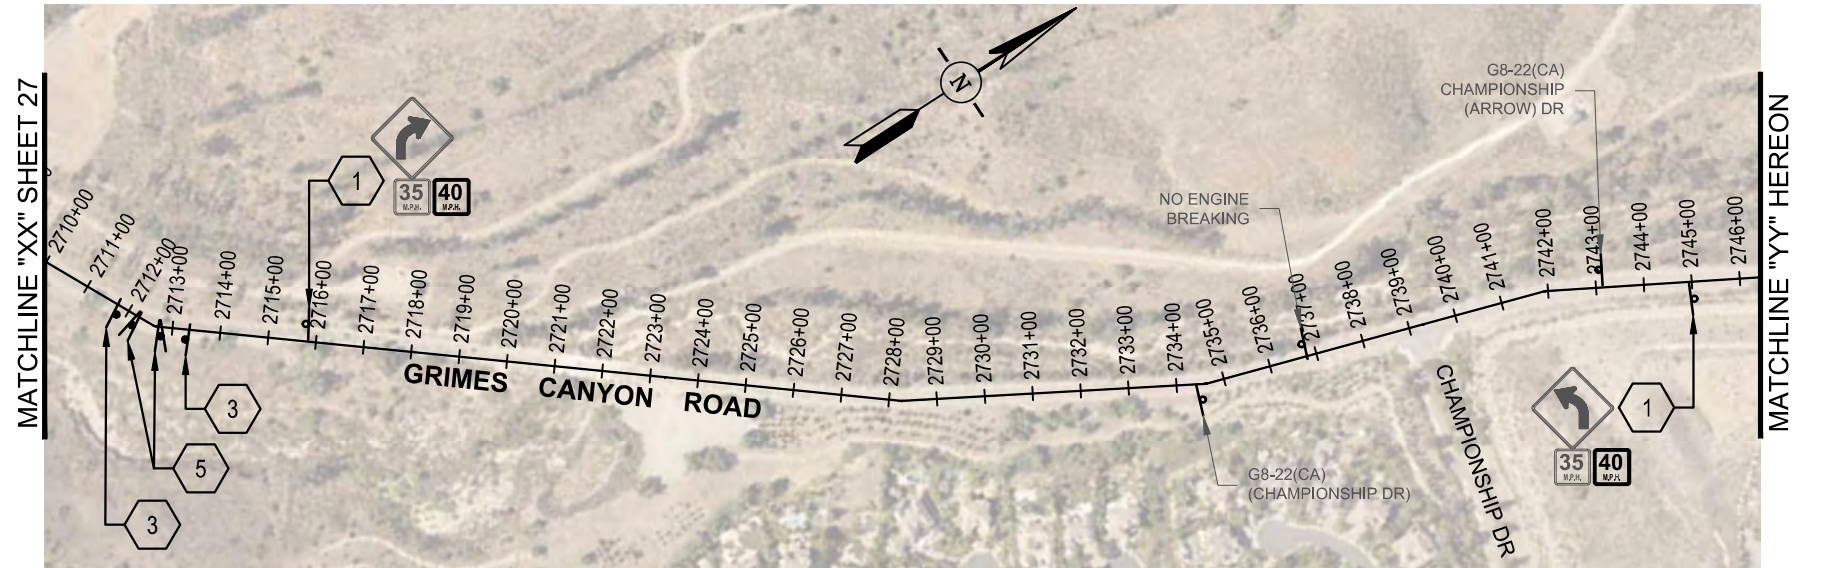 MATCHLINE "XX" SHEET 27
2710+00
2711+00
2712+00
2713+00
2714+00
2715+00
2716+00
2717+00
2718+00
2719+00
2720+00
2721+00
2722+00
2723+00
2724+00
2725+00
2726+00
2727+00
2728+00
2729+00
2730+00
2731+00
2732+00
2733+00
2734+00
2735+00
2736+00
2737+00
2738+00
2739+00
2740+00
2741+00
2742+00
2743+00
2744+00
2745+00
2746+00
1
35 M.P.H.
40 M.P.H.
N
G8-22(CA)
CHAMPIONSHIP
(ARROW) DR
NO ENGINE
BREAKING
GRIMES CANYON ROAD
3
5
3
G8-22(CA)
(CHAMPIONSHIP DR)
CHAMPIONSHIP DR
1
35 M.P.H.
40 M.P.H.
MATCHLINE "YY" HEREON